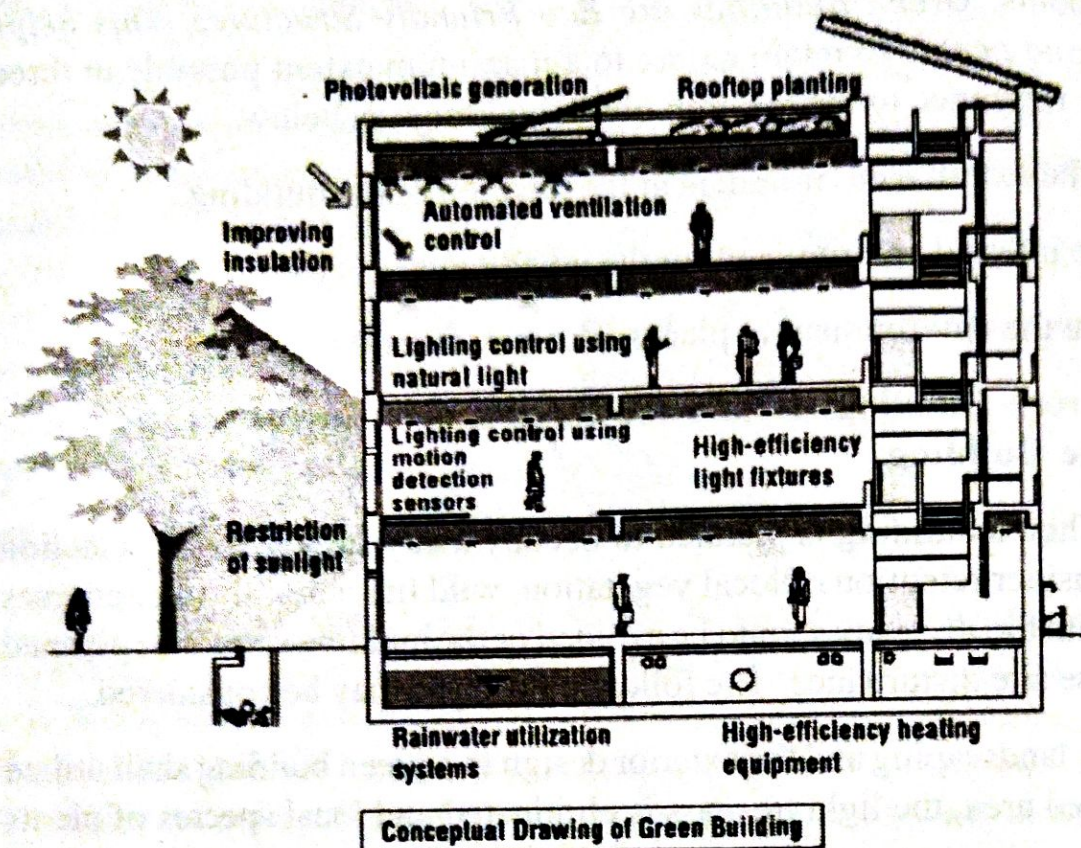 Photovoltaic generation
Rooftop planting
Improving
insulation
Automated ventilation
control
Lighting control using
natural light
Lighting control using
motion
detection
sensors
High-efficiency
light fixtures
Restriction
of sunlight
Rainwater utilization
systems
High-efficiency heating
equipment
Conceptual Drawing of Green Building